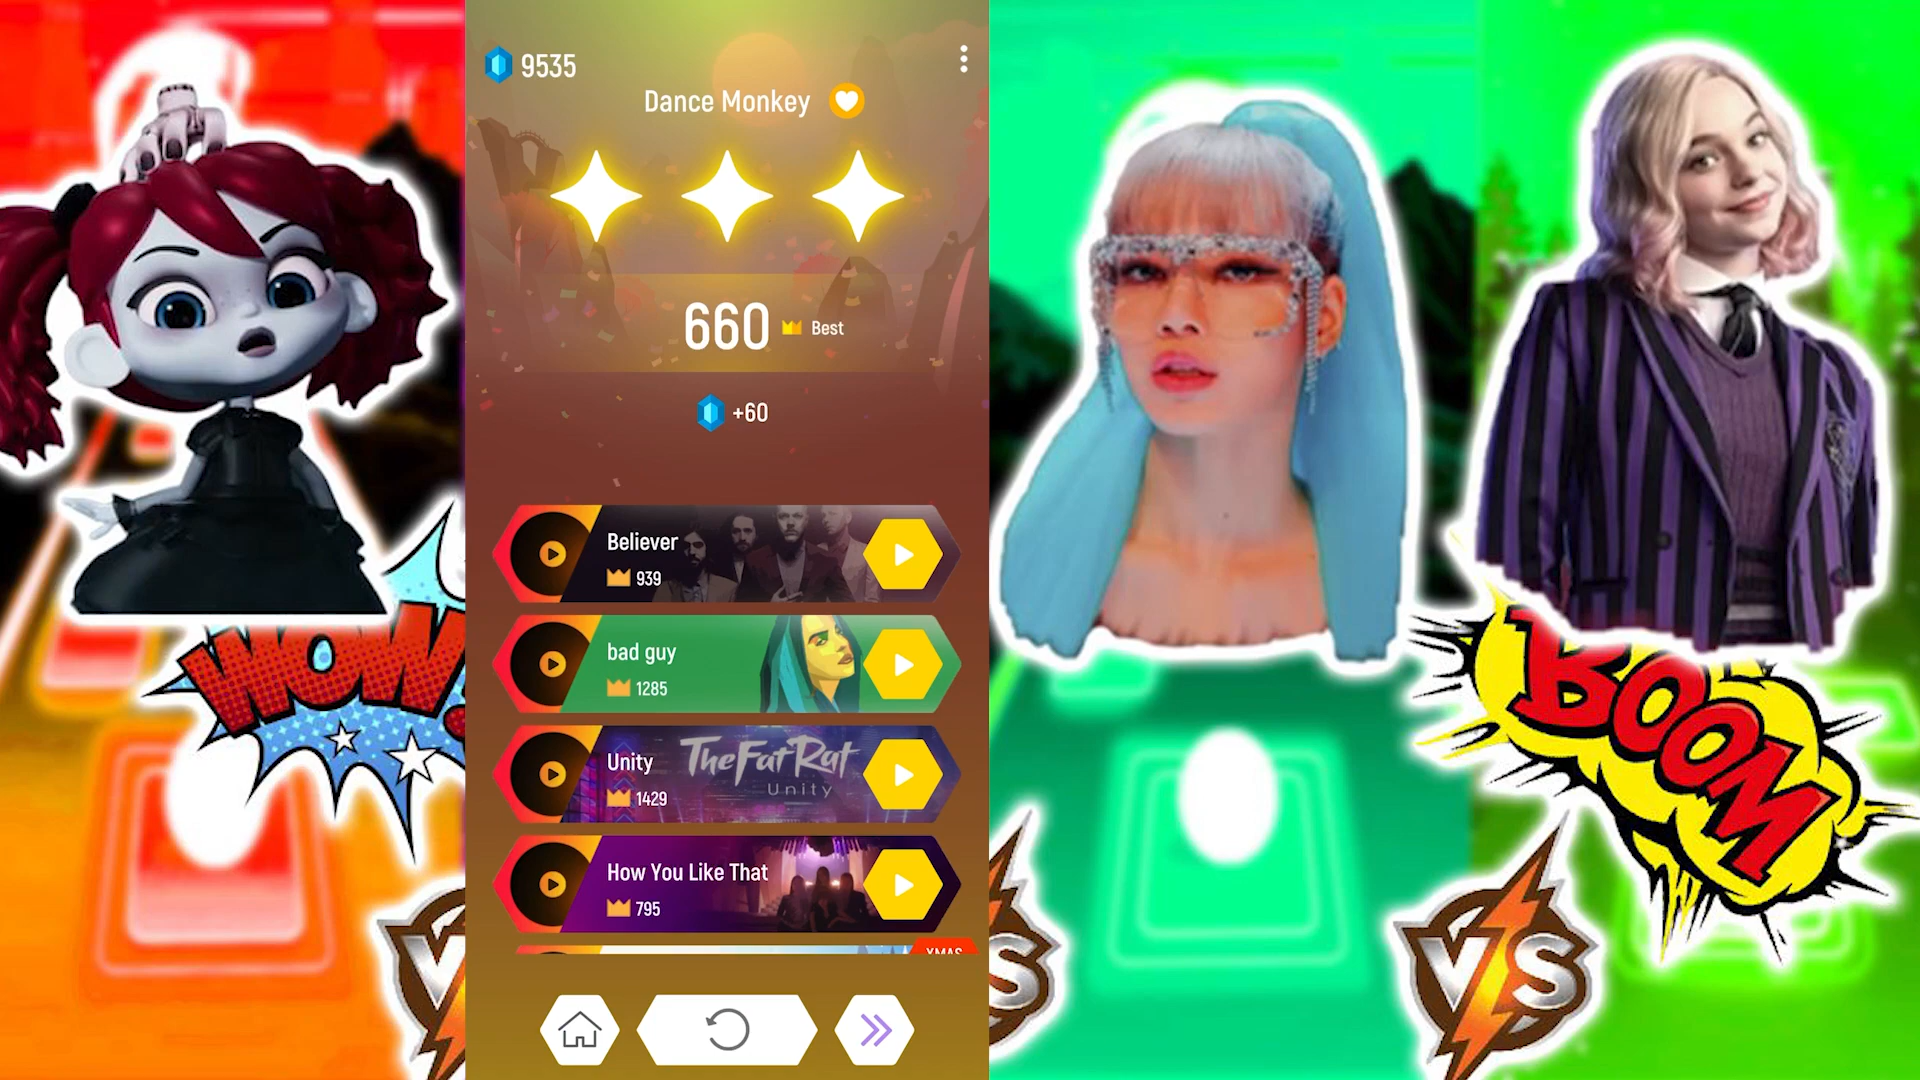 9535
Dance Monkey
660 Best
+60
Believer
939
bad guy
1285
TheFatRat
Unity
Unity
1429
How You Like That
795
XMAS
WOW!
BOOM
VS